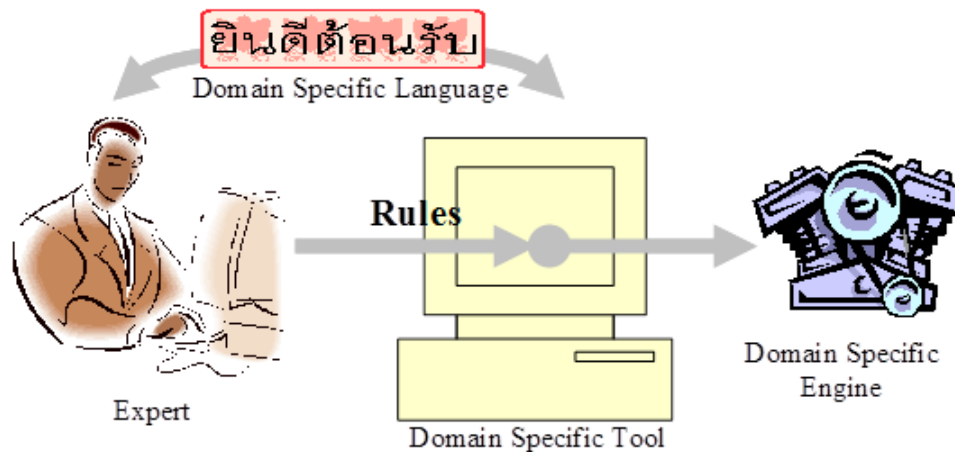 ยินดีต้อนรับ
Domain Specific Language
Rules
Expert
Domain Specific Tool
Domain Specific
Engine